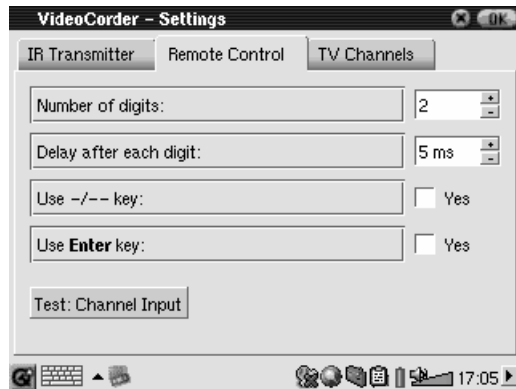 VideoCorder – Settings OK
IR Transmitter Remote Control TV Channels
Number of digits: 2
Delay after each digit: 5 ms
Use –/–– key: Yes
Use Enter key: Yes
Test: Channel Input
17:05